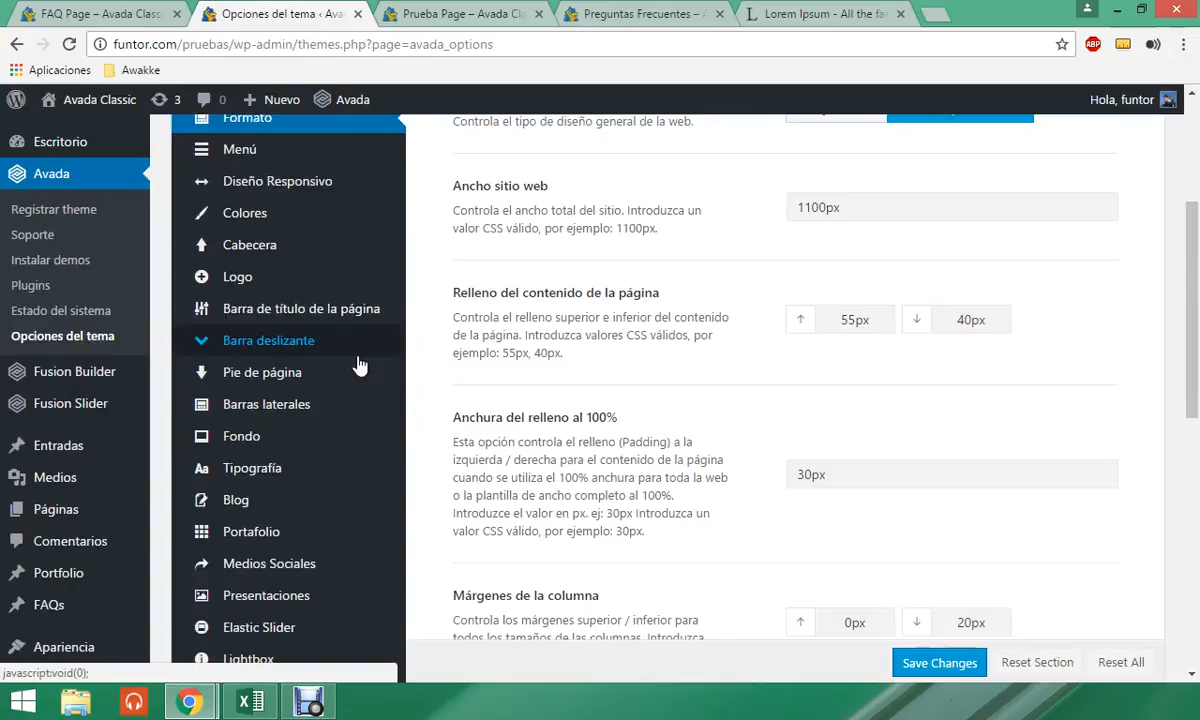 FAQ Page – Avada Classi
Opciones del tema ‹ Ava
Prueba Page – Avada Cla
Preguntas Frecuentes –
Lorem Ipsum - All the fa
funtor.com/pruebas/wp-admin/themes.php?page=avada_options
ABP
Aplicaciones
Awakke
Avada Classic
3
0
Nuevo
Avada
Hola, funtor
Escritorio
Avada
Registrar theme
Soporte
Instalar demos
Plugins
Estado del sistema
Opciones del tema
Fusion Builder
Fusion Slider
Entradas
Medios
Páginas
Comentarios
Portfolio
FAQs
Apariencia
javascript:void(0);
Formato
Menú
Diseño Responsivo
Colores
Cabecera
Logo
Barra de título de la página
Barra deslizante
Pie de página
Barras laterales
Fondo
Aa Tipografía
Blog
Portafolio
Medios Sociales
Presentaciones
Elastic Slider
Lightbox
Controla el tipo de diseño general de la web.
Ancho sitio web
Controla el ancho total del sitio. Introduzca un
valor CSS válido, por ejemplo: 1100px.
1100px
Relleno del contenido de la página
Controla el relleno superior e inferior del contenido
de la página. Introduzca valores CSS válidos, por
ejemplo: 55px, 40px.
55px
40px
Anchura del relleno al 100%
Esta opción controla el relleno (Padding) a la
izquierda / derecha para el contenido de la página
cuando se utiliza el 100% anchura para toda la web
o la plantilla de ancho completo al 100%.
Introduzce el valor en px. ej: 30px Introduzca un
valor CSS válido, por ejemplo: 30px.
30px
Márgenes de la columna
Controla los márgenes superior / inferior para
todos los tamaños de las columnas. Introduzca
0px
20px
Save Changes
Reset Section
Reset All